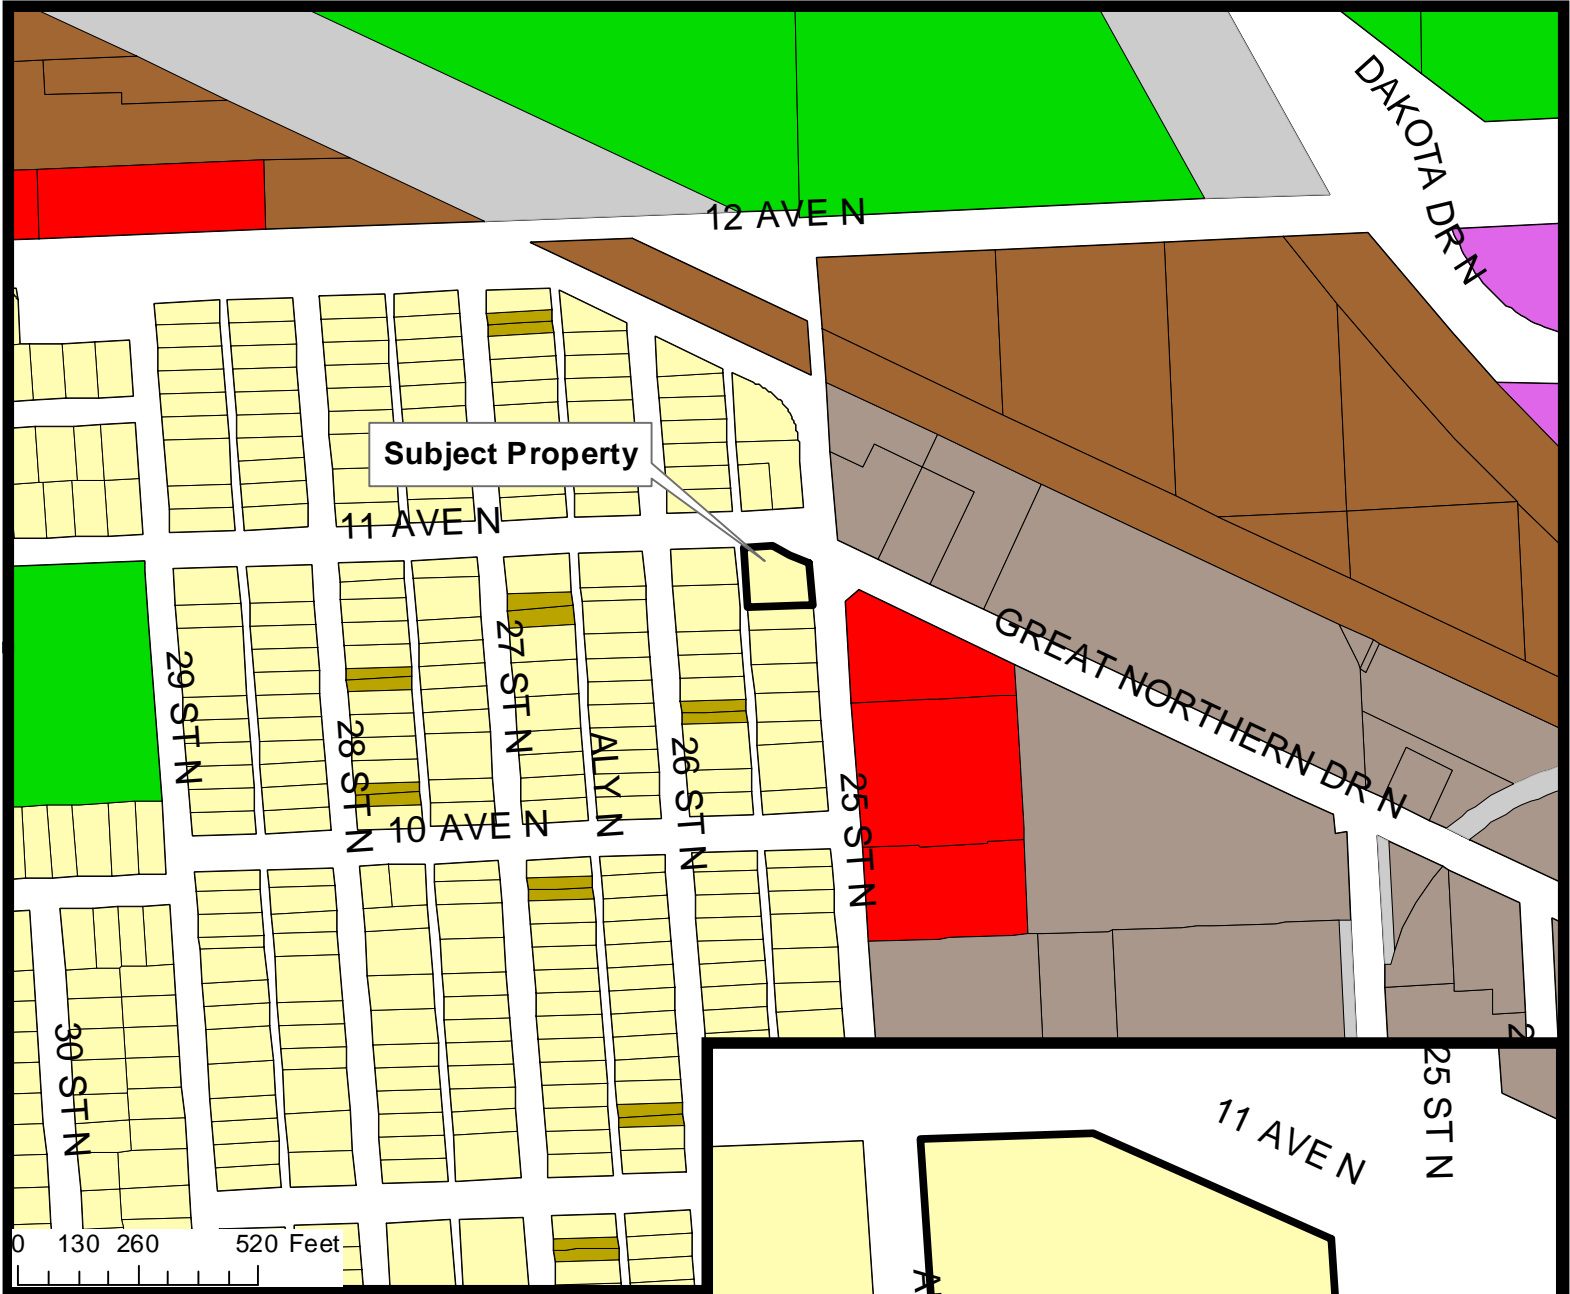 DAKOTA DR N
12 AVE N
Subject Property
11 AVE N
GREAT NORTHERN DR N
29 ST N
28 ST N
27 ST N
ALY N
26 ST N
25 ST N
10 AVE N
30 ST N
2
25 ST N
11 AVE N
A
0 130 260 520 Feet